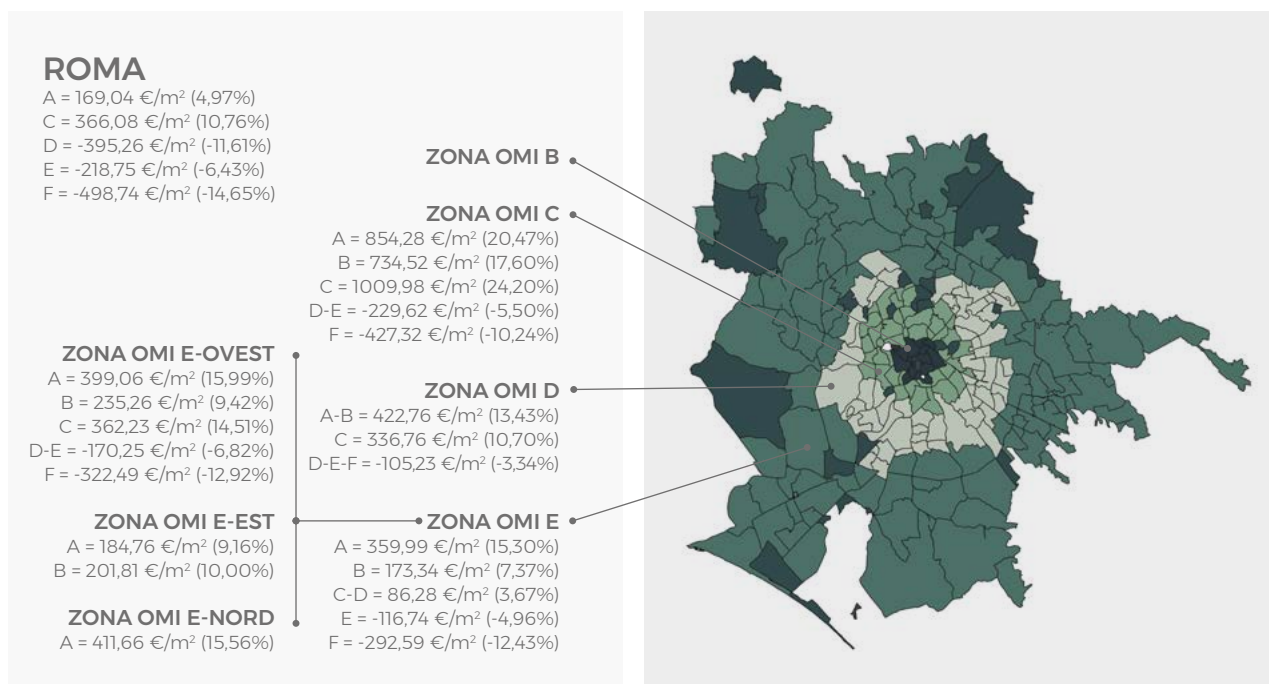 ROMA
A = 169,04 €/m² (4,97%)
C = 366,08 €/m² (10,76%)
D = -395,26 €/m² (-11,61%)
E = -218,75 €/m² (-6,43%)
F = -498,74 €/m² (-14,65%)
ZONA OMI B
ZONA OMI C
A = 854,28 €/m² (20,47%)
B = 734,52 €/m² (17,60%)
C = 1009,98 €/m² (24,20%)
D-E = -229,62 €/m² (-5,50%)
F = -427,32 €/m² (-10,24%)
ZONA OMI D
A-B = 422,76 €/m² (13,43%)
C = 336,76 €/m² (10,70%)
D-E-F = -105,23 €/m² (-3,34%)
ZONA OMI E
A = 359,99 €/m² (15,30%)
B = 173,34 €/m² (7,37%)
C-D = 86,28 €/m² (3,67%)
E = -116,74 €/m² (-4,96%)
F = -292,59 €/m² (-12,43%)
ZONA OMI E-OVEST
A = 399,06 €/m² (15,99%)
B = 235,26 €/m² (9,42%)
C = 362,23 €/m² (14,51%)
D-E = -170,25 €/m² (-6,82%)
F = -322,49 €/m² (-12,92%)
ZONA OMI E-EST
A = 184,76 €/m² (9,16%)
B = 201,81 €/m² (10,00%)
ZONA OMI E-NORD
A = 411,66 €/m² (15,56%)